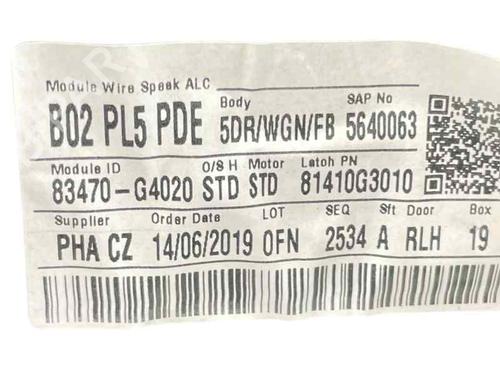 Module Wire Speak ALC
B02 PL5 PDE
Body SAP No
5DR/WGN/FB 5640063
Module ID O/S H Motor Latoh PN
83470-G4020 STD STD 81410G3010
Supplier Order Date LOT SEQ Sft Door Box
PHA CZ 14/06/2019 0FN 2534 A RLH 19